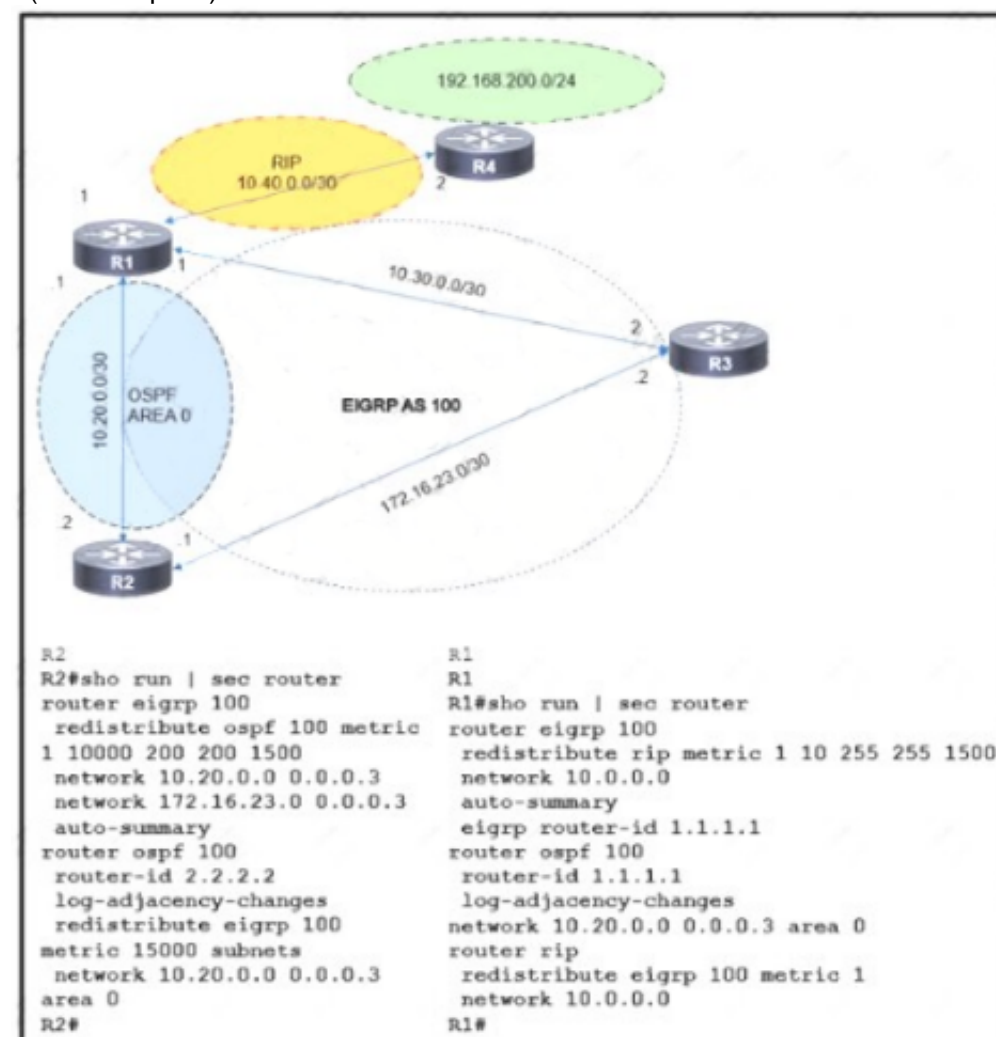 192.168.200.0/24
RIP
10.40.0.0/30
R4
2
1
R1
1
.1
10.30.0.0/30
2
R3
.2
10.20.0.0/30
OSPF
AREA 0
EIGRP AS 100
172.16.23.0/30
.2
.1
R2
R2
R2#sho run | sec router
router eigrp 100
redistribute ospf 100 metric
1 10000 200 200 1500
network 10.20.0.0 0.0.0.3
network 172.16.23.0 0.0.0.3
auto-summary
router ospf 100
router-id 2.2.2.2
log-adjacency-changes
redistribute eigrp 100
metric 15000 subnets
network 10.20.0.0 0.0.0.3
area 0
R2#
R1
R1
R1#sho run | sec router
router eigrp 100
redistribute rip metric 1 10 255 255 1500
network 10.0.0.0
auto-summary
eigrp router-id 1.1.1.1
router ospf 100
router-id 1.1.1.1
log-adjacency-changes
network 10.20.0.0 0.0.0.3 area 0
router rip
redistribute eigrp 100 metric 1
network 10.0.0.0
R1#